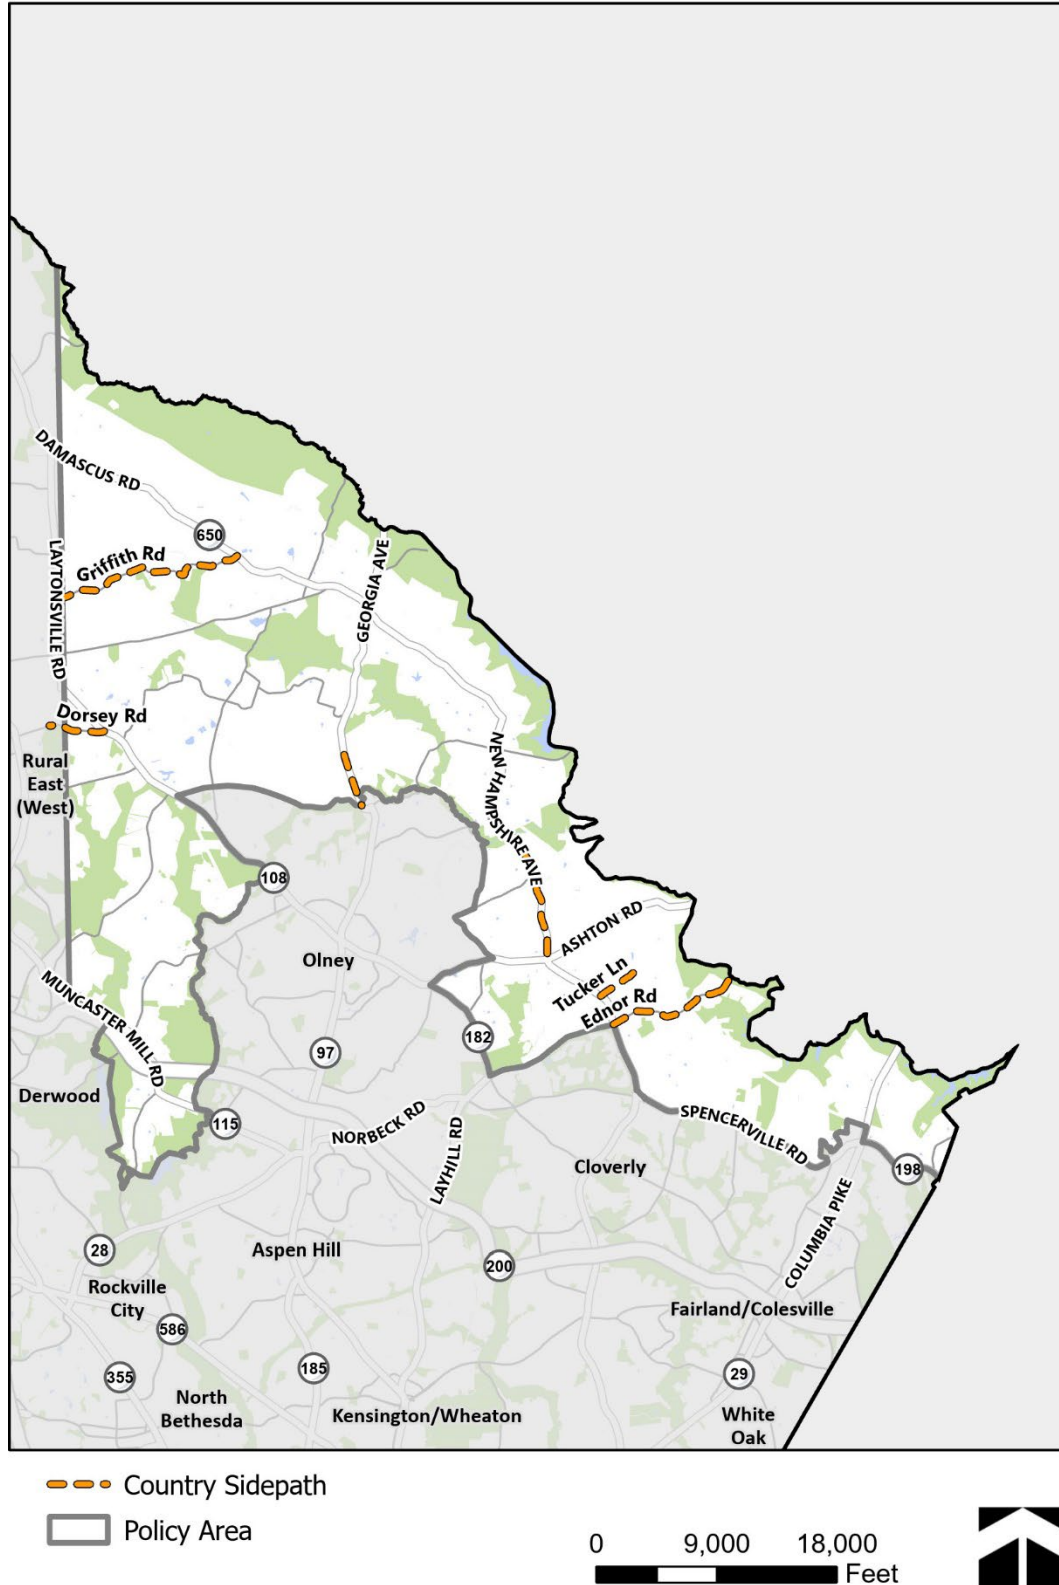 DAMASCUS RD
650
Griffith Rd
LAYTONSVILLE RD
GEORGIA AVE
Dorsey Rd
Rural
East
(West)
NEW HAMPSHIRE AVE
108
ASHTON RD
Olney
Tucker Ln
Ednor Rd
MUNCASTER MILL RD
182
97
Derwood
115
NORBECK RD
LAYHILL RD
SPENCERVILLE RD
Cloverly
198
COLUMBIA PIKE
28
Aspen Hill
200
Rockville
City
Fairland/Colesville
586
355
185
29
North
Bethesda
Kensington/Wheaton
White
Oak
Country Sidepath
Policy Area
0 9,000 18,000
Feet